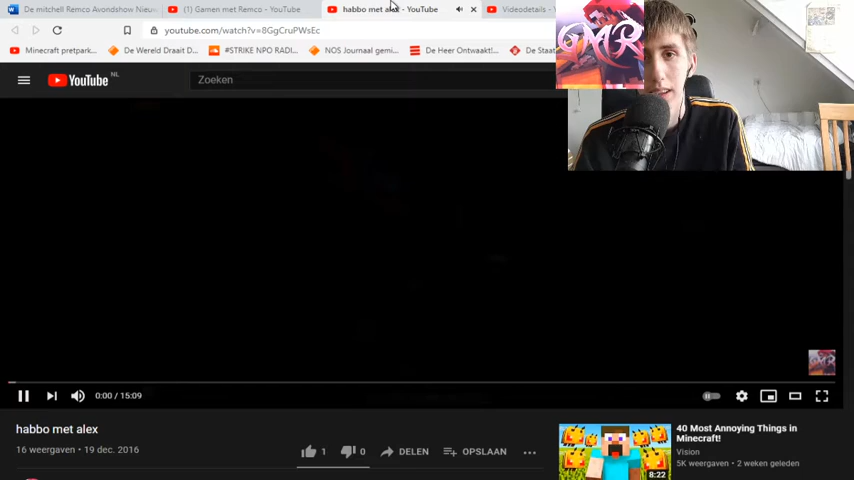 De mitchell Remco Avondshow Nieuw
(1) Gamen met Remco - YouTube
habbo met alex - YouTube
Videodetails -
youtube.com/watch?v=8GgCruPWsEc
Minecraft pretpark...
De Wereld Draait D...
#STRIKE NPO RADI...
NOS Journaal gemi...
De Heer Ontwaakt!...
De Staa
GMR
YouTube NL
Zoeken
0:00 / 15:09
habbo met alex
16 weergaven • 19 dec. 2016
1
0
DELEN
OPSLAAN
...
40 Most Annoying Things in
Minecraft!
Vision
5K weergaven • 2 weken geleden
8:22